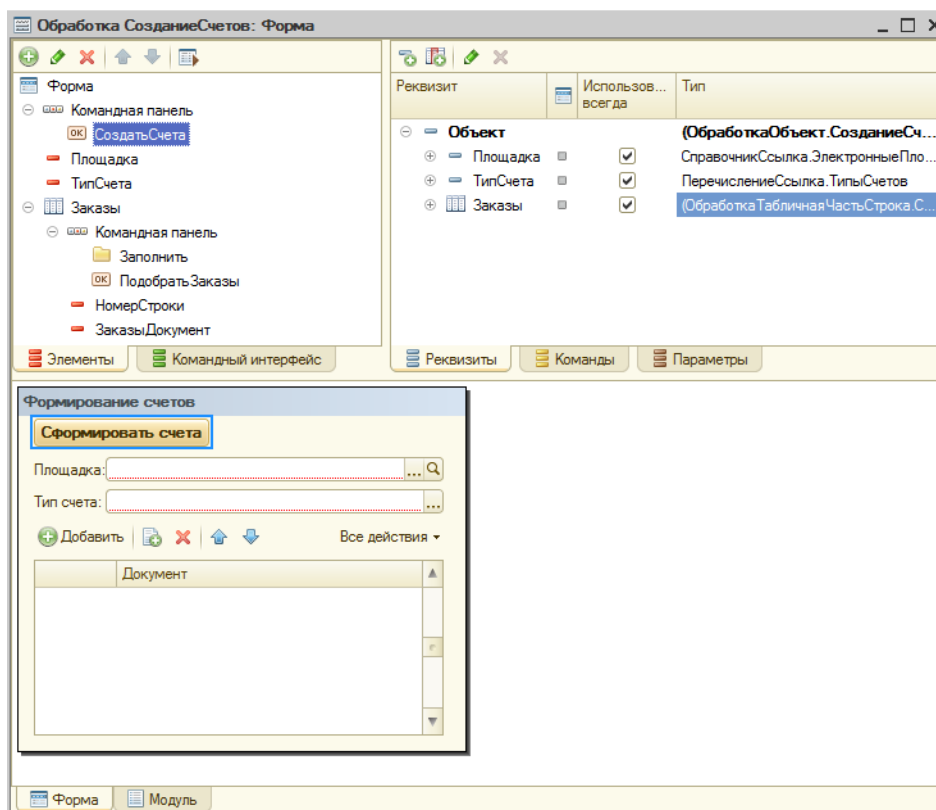 Обработка СозданиеСчетов: Форма
Форма
Командная панель
OK СоздатьСчета
Площадка
ТипСчета
Заказы
Командная панель
Заполнить
OK ПодобратьЗаказы
НомерСтроки
ЗаказыДокумент
Элементы Командный интерфейс
Реквизит Использов... всегда Тип
Объект (ОбработкаОбъект.СозданиеСч...
Площадка СправочникСсылка.ЭлектронныеПло...
ТипСчета ПеречислениеСсылка.ТипыСчетов
Заказы (ОбработкаТабличнаяЧастьСтрока.С...
Реквизиты Команды Параметры
Формирование счетов
Сформировать счета
Площадка: ...
Тип счета: ...
Добавить Все действия
Документ
Форма Модуль